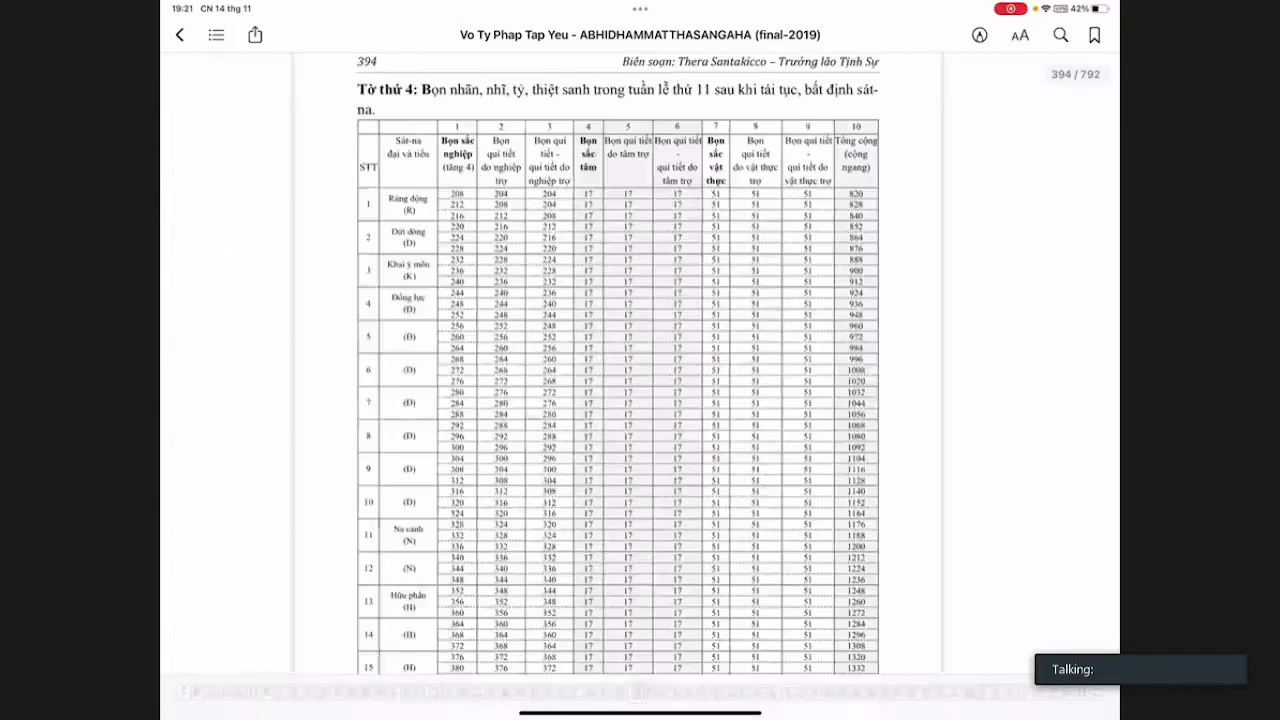 19:21 CN 14 thg 11
42%
Vo Ty Phap Tap Yeu - ABHIDHAMMATTHASANGAHA (final-2019)
AA
394 / 792
394 Biên soạn: Thera Santakicco – Trưởng lão Tịnh Sự
Tờ thứ 4: Bọn nhãn, nhĩ, tỷ, thiệt sanh trong tuần lễ thứ 11 sau khi tái tục, bất định sát-
na.
1 2 3 4 5 6 7 8 9 10
STT
Sát-na đại và tiểu
Bọn sắc nghiệp (tăng 4)
Bọn quí tiết do nghiệp trợ
Bọn quí tiết - quí tiết do nghiệp trợ
Bọn sắc tâm
Bọn quí tiết do tâm trợ
Bọn quí tiết - quí tiết do tâm trợ
Bọn sắc vật thực
Bọn quí tiết do vật thực trợ
Bọn quí tiết - quí tiết do vật thực trợ
Tổng cộng (cộng ngang)
1 Rúng động (R)
208 204 204 17 17 17 51 51 51 820
212 208 204 17 17 17 51 51 51 828
216 212 208 17 17 17 51 51 51 840
2 Dứt dòng (D)
220 216 212 17 17 17 51 51 51 852
224 220 216 17 17 17 51 51 51 864
228 224 220 17 17 17 51 51 51 876
3 Khai ý môn (K)
232 228 224 17 17 17 51 51 51 888
236 232 228 17 17 17 51 51 51 900
240 236 232 17 17 17 51 51 51 912
4 Đổng lực (D)
244 240 236 17 17 17 51 51 51 924
248 244 240 17 17 17 51 51 51 936
252 248 244 17 17 17 51 51 51 948
5 (D)
256 252 248 17 17 17 51 51 51 960
260 256 252 17 17 17 51 51 51 972
264 260 256 17 17 17 51 51 51 984
6 (D)
268 264 260 17 17 17 51 51 51 996
272 268 264 17 17 17 51 51 51 1008
276 272 268 17 17 17 51 51 51 1020
7 (D)
280 276 272 17 17 17 51 51 51 1032
284 280 276 17 17 17 51 51 51 1044
288 284 280 17 17 17 51 51 51 1056
8 (D)
292 288 284 17 17 17 51 51 51 1068
296 292 288 17 17 17 51 51 51 1080
300 296 292 17 17 17 51 51 51 1092
9 (D)
304 300 296 17 17 17 51 51 51 1104
308 304 300 17 17 17 51 51 51 1116
312 308 304 17 17 17 51 51 51 1128
10 (D)
316 312 308 17 17 17 51 51 51 1140
320 316 312 17 17 17 51 51 51 1152
324 320 316 17 17 17 51 51 51 1164
11 Na cảnh (N)
328 324 320 17 17 17 51 51 51 1176
332 328 324 17 17 17 51 51 51 1188
336 332 328 17 17 17 51 51 51 1200
12 (N)
340 336 332 17 17 17 51 51 51 1212
344 340 336 17 17 17 51 51 51 1224
348 344 340 17 17 17 51 51 51 1236
13 Hữu phần (H)
352 348 344 17 17 17 51 51 51 1248
356 352 348 17 17 17 51 51 51 1260
360 356 352 17 17 17 51 51 51 1272
14 (H)
364 360 356 17 17 17 51 51 51 1284
368 364 360 17 17 17 51 51 51 1296
372 368 364 17 17 17 51 51 51 1308
15 (H)
376 372 368 17 17 17 51 51 51 1320
380 376 372 17 17 17 51 51 51 1332
Talking: